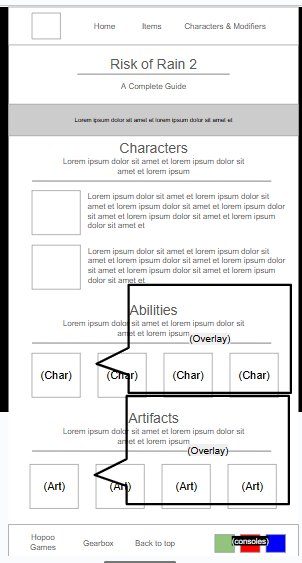 Home Items Characters & Modifiers
Risk of Rain 2
A Complete Guide
Lorem ipsum dolor sit amet et lorem ipsum dolor sit amet et
Characters
Lorem ipsum dolor sit amet et lorem ipsum dolor sit
amet et lorem ipsum
Lorem ipsum dolor sit amet et lorem ipsum dolor sit
amet et lorem ipsum dolor sit amet et lorem ipsum dolor
sit amet et lorem ipsum dolor sit amet et lorem ipsum
dolor sit amet et
Lorem ipsum dolor sit amet et lorem ipsum dolor sit
amet et lorem ipsum dolor sit amet et lorem ipsum dolor
sit amet et lorem ipsum dolor sit amet et lorem ipsum
dolor sit amet et
Abilities
Lorem ipsum dolor sit amet et lorem ipsum dolor sit
amet et lorem ipsum
(Overlay)
(Char) (Char) (Char) (Char)
Artifacts
Lorem ipsum dolor sit amet et lorem ipsum dolor sit
amet et lorem ipsum
(Overlay)
(Art) (Art) (Art) (Art)
Hopoo
Games
Gearbox
Back to top
(consoles)